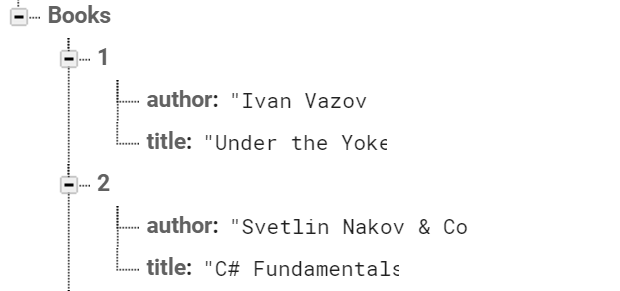 Books
1
author: "Ivan Vazov
title: "Under the Yoke
2
author: "Svetlin Nakov & Co
title: "C# Fundamentals